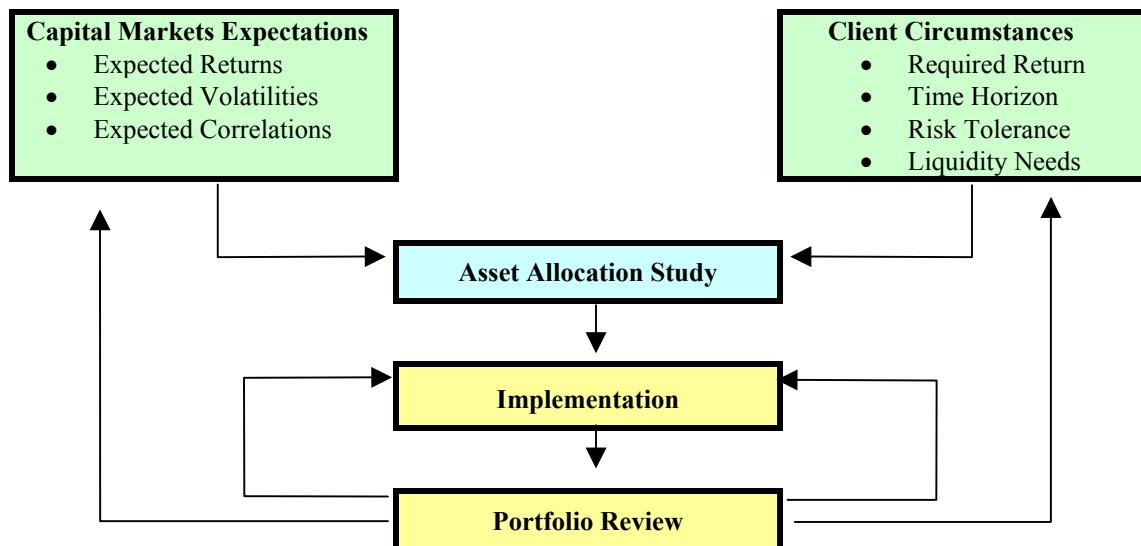 Capital Markets Expectations
• Expected Returns
• Expected Volatilities
• Expected Correlations
Client Circumstances
• Required Return
• Time Horizon
• Risk Tolerance
• Liquidity Needs
Asset Allocation Study
Implementation
Portfolio Review